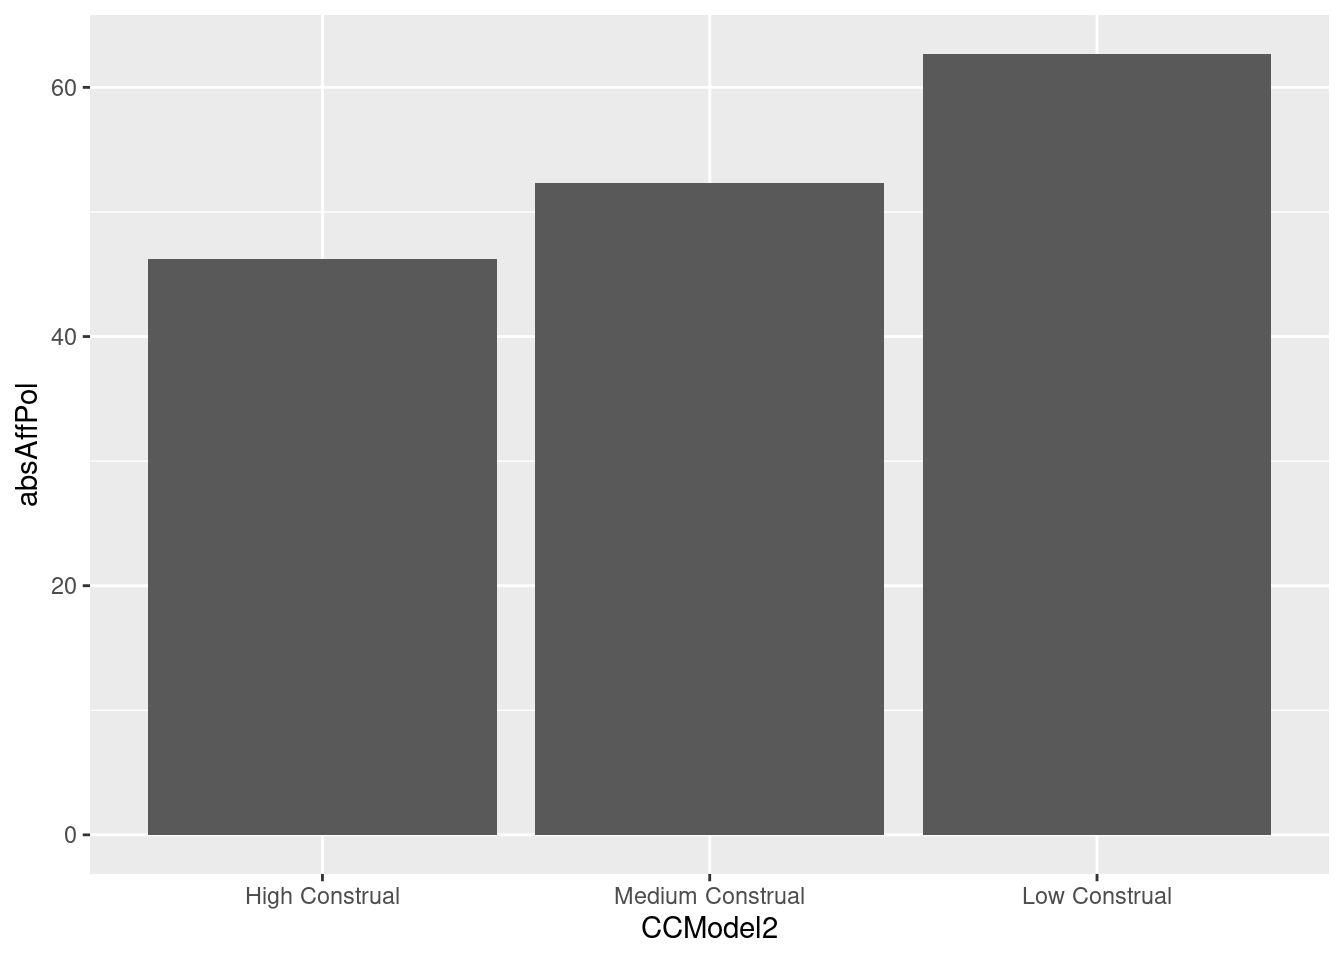 absAffPol
60
40
20
0
High Construal
Medium Construal
Low Construal
CCModel2